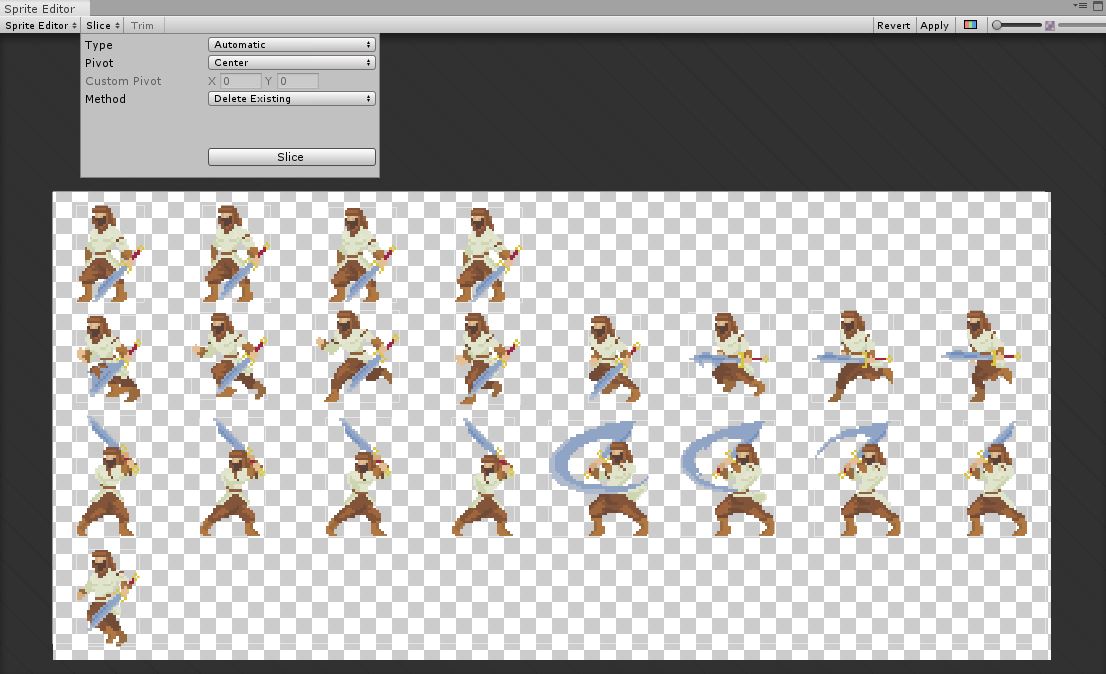 Sprite Editor
Sprite Editor Slice Trim Revert Apply
Type Automatic
Pivot Center
Custom Pivot X 0 Y 0
Method Delete Existing
Slice